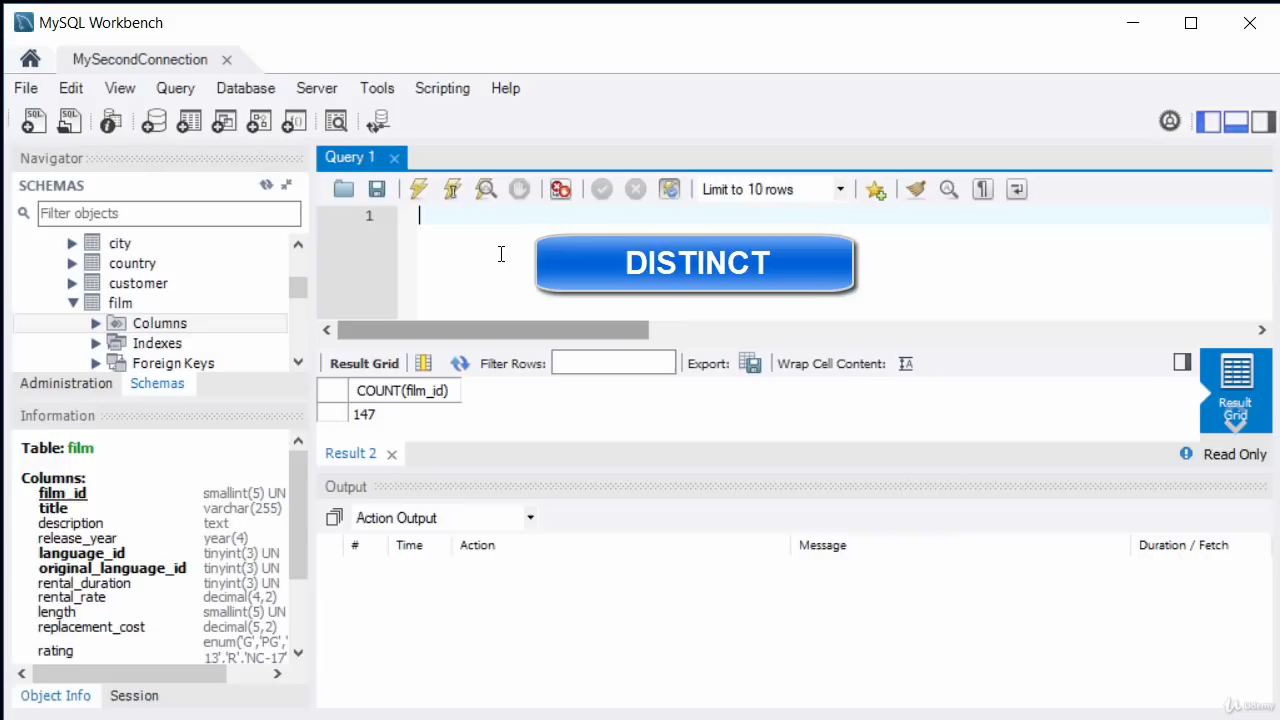 MySQL Workbench
MySecondConnection
File Edit View Query Database Server Tools Scripting Help
Navigator
SCHEMAS
Filter objects
city
country
customer
film
Columns
Indexes
Foreign Keys
Administration Schemas
Information
Table: film
Columns:
film_id smallint(5) UN
title varchar(255)
description text
release_year year(4)
language_id tinyint(3) UN
original_language_id tinyint(3) UN
rental_duration tinyint(3) UN
rental_rate decimal(4,2)
length smallint(5) UN
replacement_cost decimal(5,2)
rating enum('G','PG','
13','R','NC-17'
Object Info Session
Query 1
Limit to 10 rows
1
DISTINCT
Result Grid Filter Rows: Export: Wrap Cell Content:
COUNT(film_id)
147
Result Grid
Result 2
Read Only
Output
Action Output
# Time Action Message Duration / Fetch
Udemy